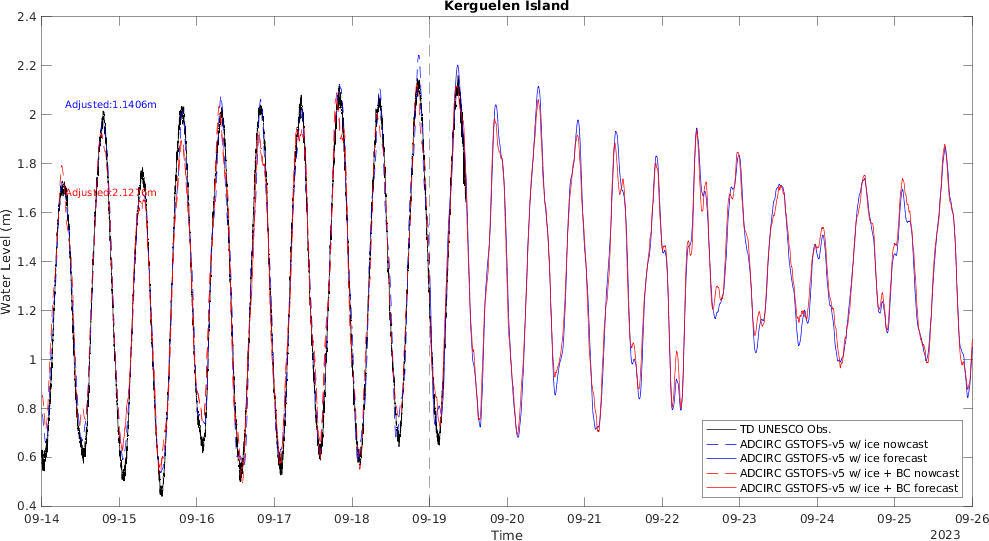 Kerguelen Island
2.4
2.2
2
1.8
1.6
1.4
1.2
1
0.8
0.6
0.4
Water Level (m)
Adjusted:1.1406m
09-14
09-15
09-16
09-17
09-18
09-19
09-20
09-21
09-22
09-23
09-24
09-25
09-26
2023
Time
TD UNESCO Obs.
ADCIRC GSTOFS-v5 w/ ice nowcast
ADCIRC GSTOFS-v5 w/ ice forecast
ADCIRC GSTOFS-v5 w/ ice + BC nowcast
ADCIRC GSTOFS-v5 w/ ice + BC forecast